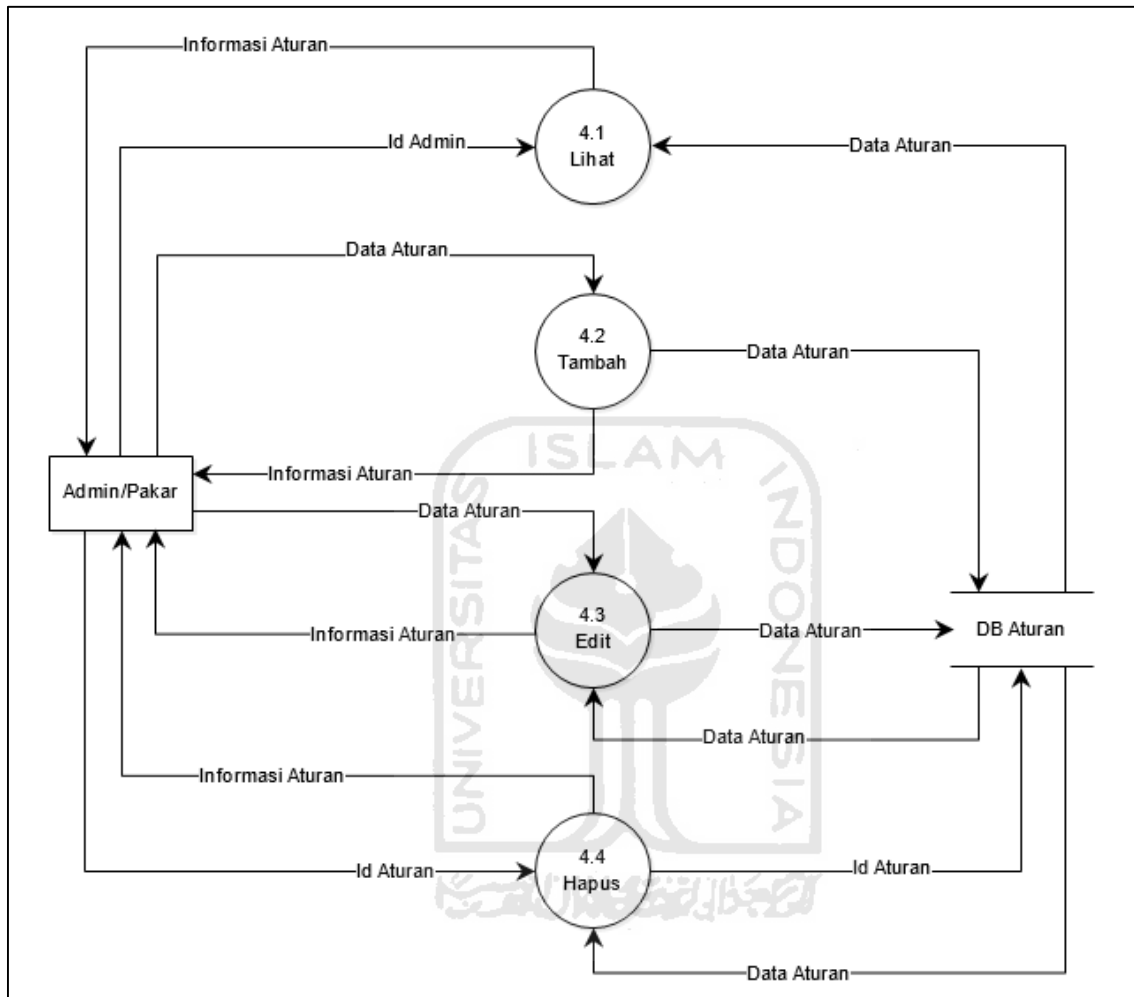 Informasi Aturan
Id Admin
4.1
Lihat
Data Aturan
Data Aturan
4.2
Tambah
Data Aturan
Informasi Aturan
Admin/Pakar
Data Aturan
4.3
Edit
Informasi Aturan
Data Aturan
DB Aturan
Data Aturan
Informasi Aturan
4.4
Hapus
Id Aturan
Id Aturan
Data Aturan
UNIVERSITAS
ISLAM
INDONESIA